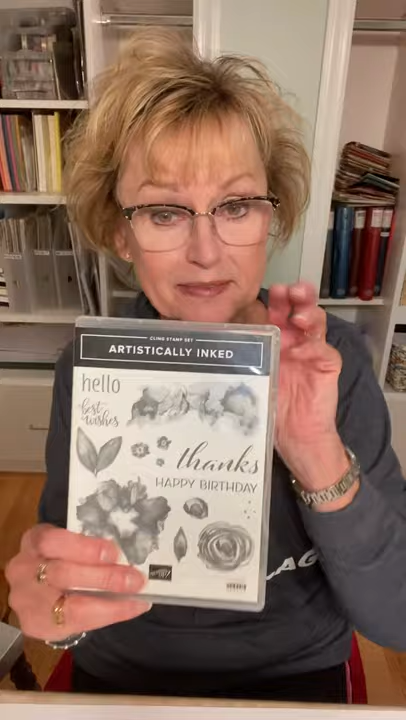 CLING STAMP SET
ARTISTICALLY INKED
hello
best
wishes
thanks
HAPPY BIRTHDAY